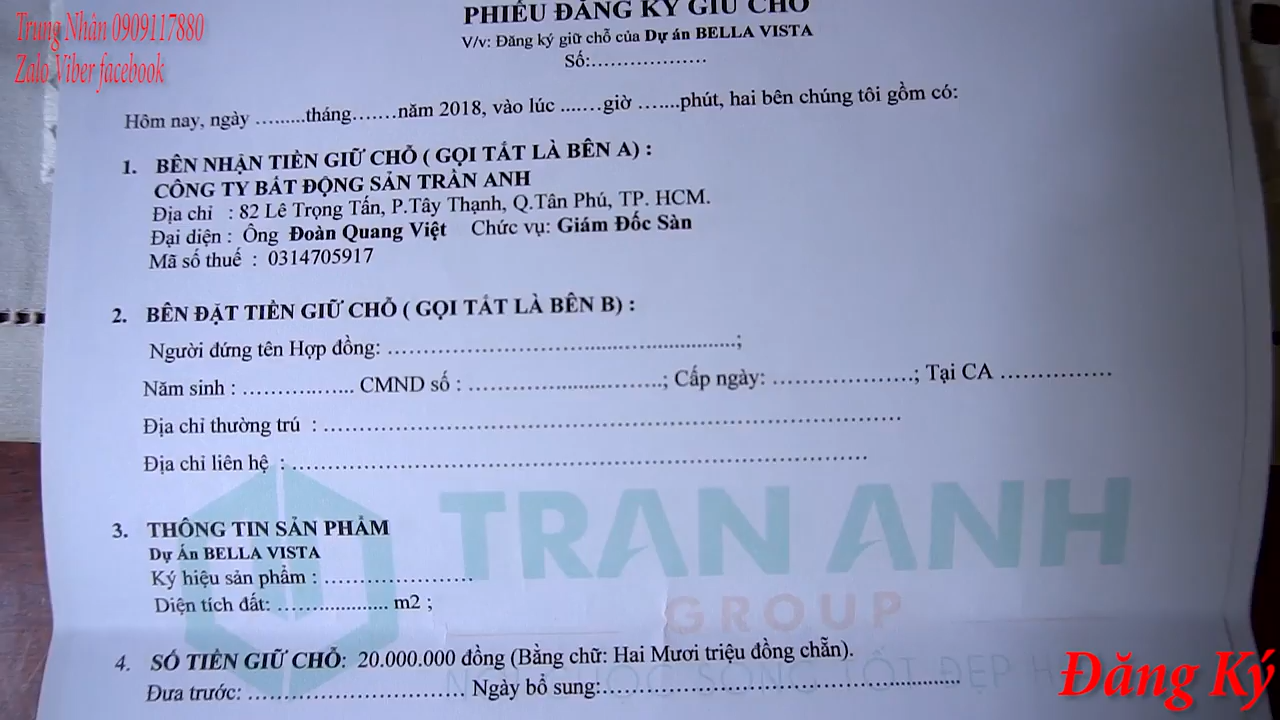 Trung Nhân 0909117880
Zalo Viber facebook
PHIẾU ĐĂNG KÝ GIỮ CHỖ
V/v: Đăng ký giữ chỗ của Dự án BELLA VISTA
Số:..................
Hôm nay, ngày ..........tháng.......năm 2018, vào lúc .......giờ .......phút, hai bên chúng tôi gồm có:
1. BÊN NHẬN TIỀN GIỮ CHỖ ( GỌI TẮT LÀ BÊN A) :
CÔNG TY BẤT ĐỘNG SẢN TRẦN ANH
Địa chỉ : 82 Lê Trọng Tấn, P.Tây Thạnh, Q.Tân Phú, TP. HCM.
Đại diện : Ông Đoàn Quang Việt Chức vụ: Giám Đốc Sàn
Mã số thuế : 0314705917
2. BÊN ĐẶT TIỀN GIỮ CHỖ ( GỌI TẮT LÀ BÊN B) :
Người đứng tên Hợp đồng: ......................................................;
Năm sinh : .................. CMND số : ................................; Cấp ngày: .......................; Tại CA ..................
Địa chỉ thường trú : ..............................................................................................
Địa chỉ liên hệ : ..............................................................................................
TRAN ANH
GROUP
3. THÔNG TIN SẢN PHẨM
Dự Án BELLA VISTA
Ký hiệu sản phẩm : ........................
Diện tích đất: .................. m2 ;
4. SỐ TIỀN GIỮ CHỖ: 20.000.000 đồng (Bằng chữ: Hai Mươi triệu đồng chẵn).
Đưa trước: .................................... Ngày bổ sung:..........................................................
Đăng Ký